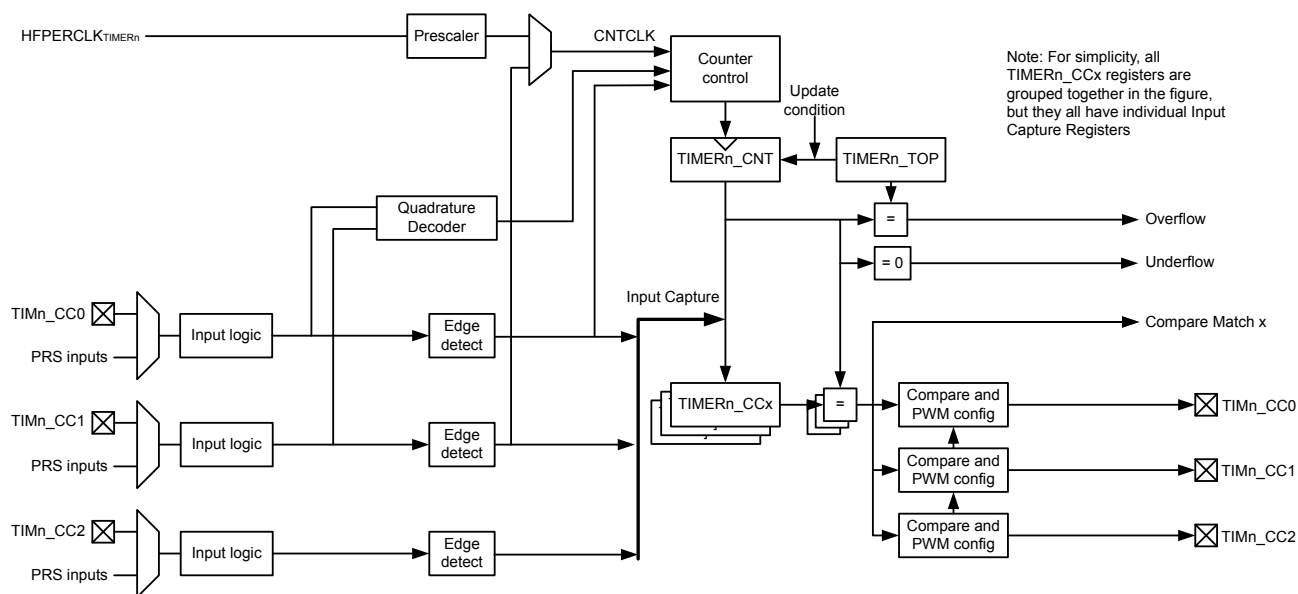 HFPERCLKTIMERn
Prescaler
CNTCLK
Counter
control
Note: For simplicity, all
TIMERn_CCx registers are
grouped together in the figure,
but they all have individual Input
Capture Registers
Update
condition
TIMERn_CNT
TIMERn_TOP
Quadrature
Decoder
=
Overflow
= 0
Underflow
TIMn_CC0
PRS inputs
Input logic
Edge
detect
Input Capture
Compare Match x
TIMERn_CCx
=
Compare and
PWM config
TIMn_CC0
TIMn_CC1
PRS inputs
Input logic
Edge
detect
Compare and
PWM config
TIMn_CC1
TIMn_CC2
PRS inputs
Input logic
Edge
detect
Compare and
PWM config
TIMn_CC2